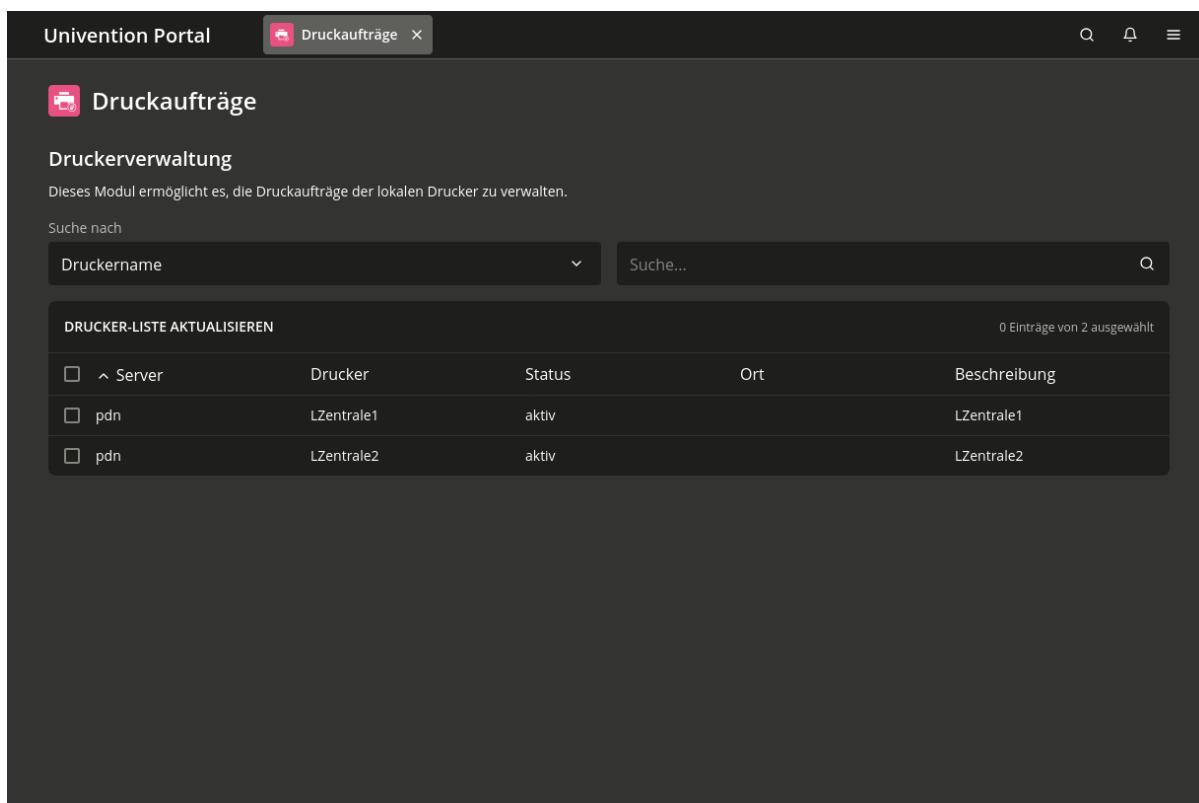 Univention Portal Druckaufträge
Druckaufträge
Druckerverwaltung
Dieses Modul ermöglicht es, die Druckaufträge der lokalen Drucker zu verwalten.
Suche nach
Druckername Suche...
DRUCKER-LISTE AKTUALISIEREN 0 Einträge von 2 ausgewählt
Server Drucker Status Ort Beschreibung
pdn LZentrale1 aktiv LZentrale1
pdn LZentrale2 aktiv LZentrale2